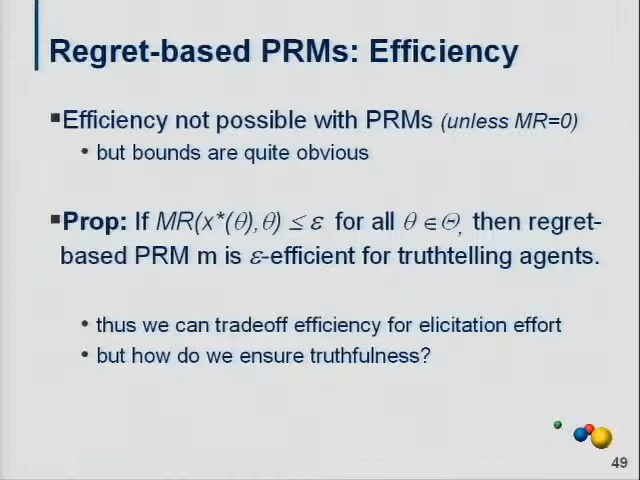 Regret-based PRMs: Efficiency
▪Efficiency not possible with PRMs (unless MR=0)
• but bounds are quite obvious
▪Prop: If MR(x*(θ),θ) ≤ ε for all θ ∈ Θ, then regret-
based PRM m is ε-efficient for truthtelling agents.
• thus we can tradeoff efficiency for elicitation effort
• but how do we ensure truthfulness?
49